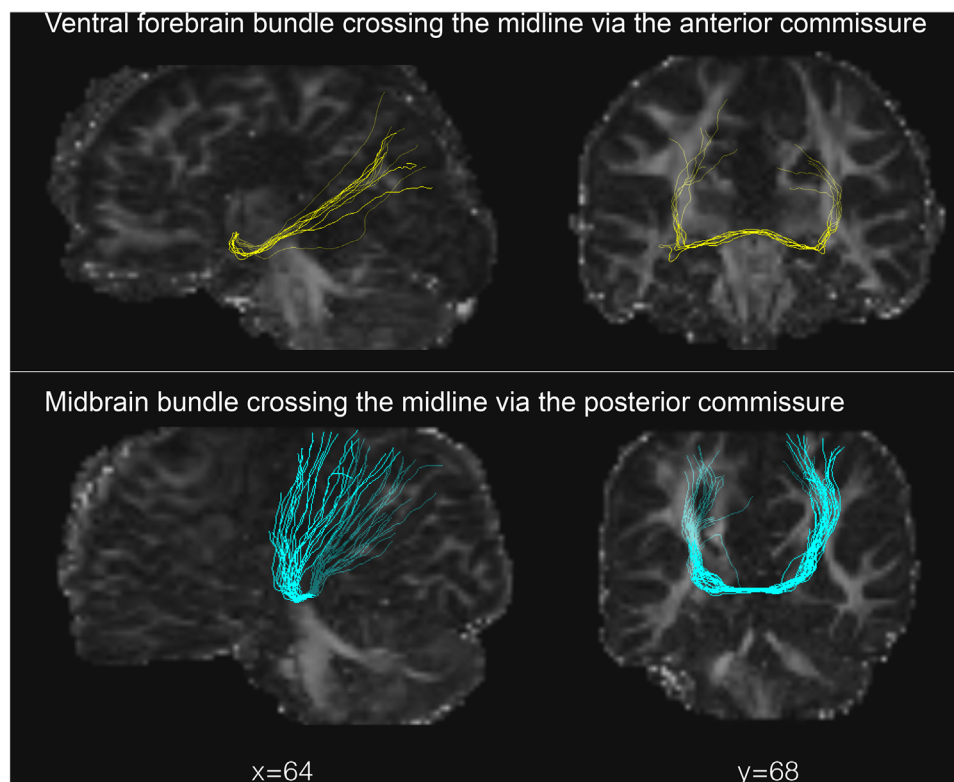 Ventral forebrain bundle crossing the midline via the anterior commissure
Midbrain bundle crossing the midline via the posterior commissure
x=64
y=68